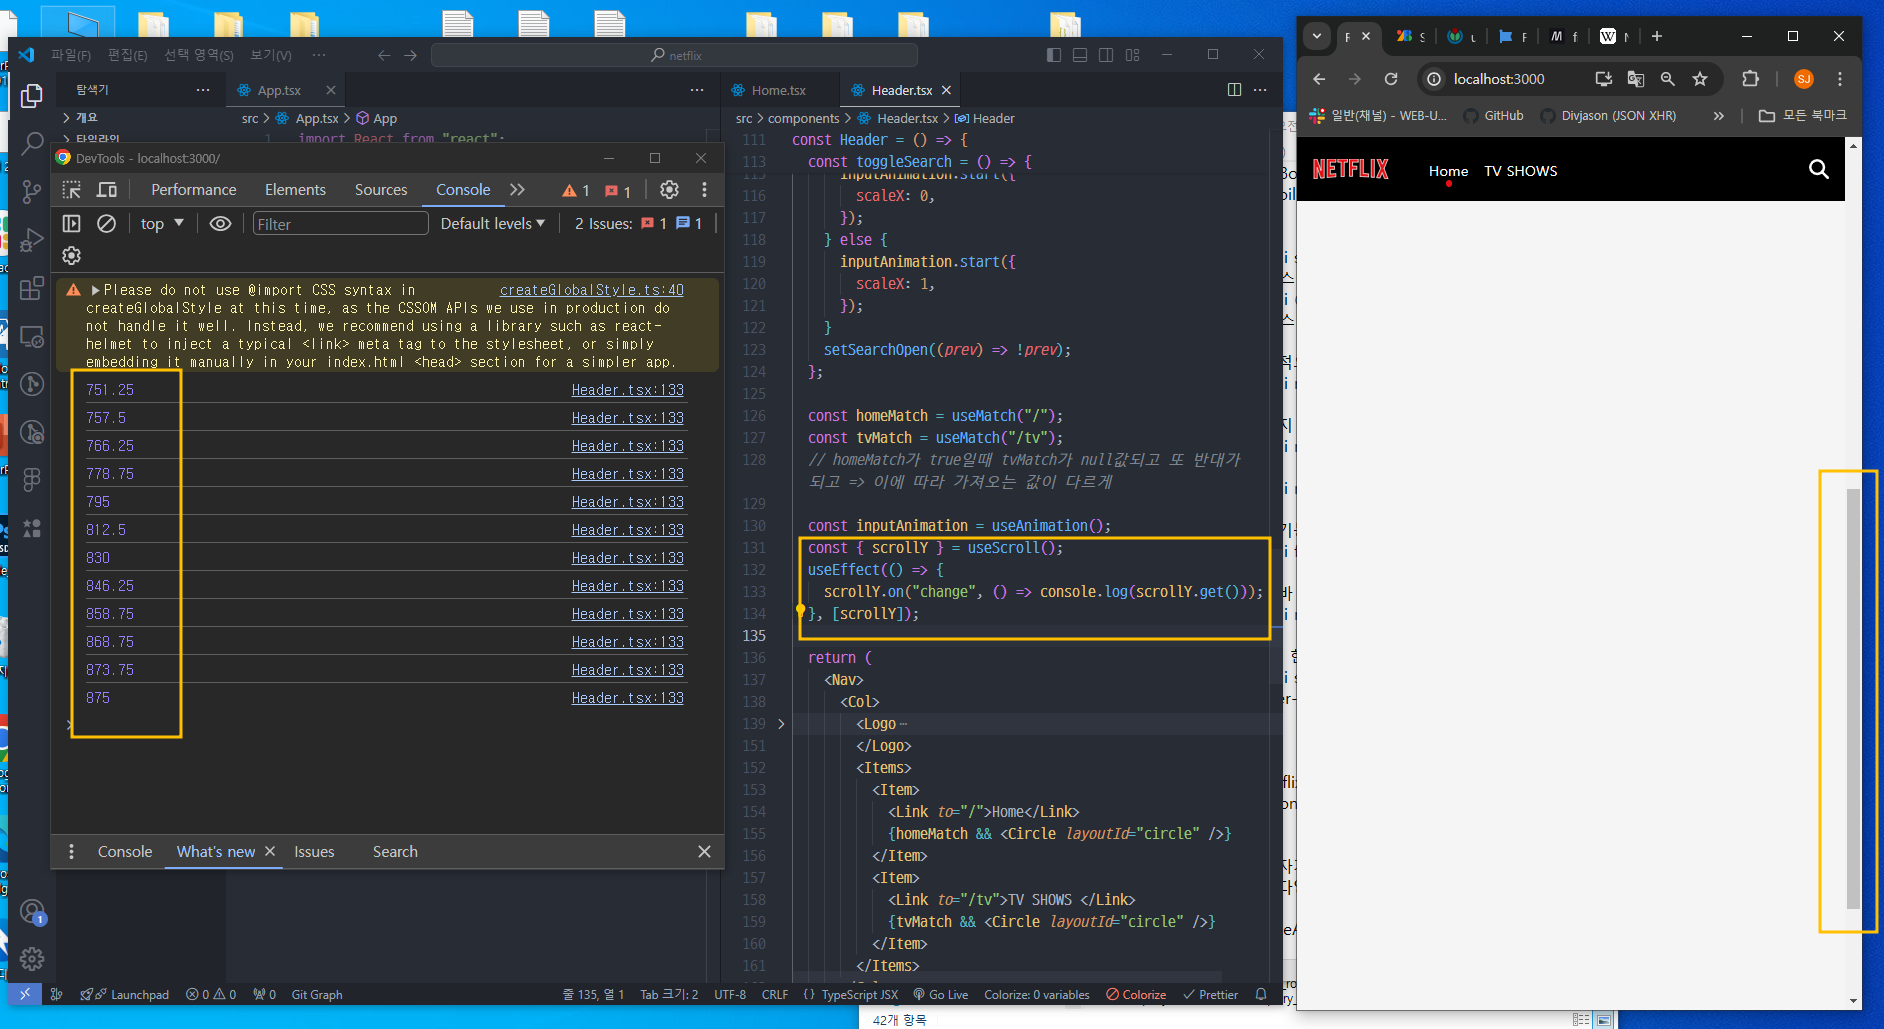 파일(F) 편집(E) 선택 영역(S) 보기(V) ··· netflix
탐색기 ···
App.tsx
개요
타임라인
src > App.tsx > App
1 import React from "react";
DevTools - localhost:3000/
Performance Elements Sources Console 1 1
top Filter Default levels 2 Issues: 1 1
Please do not use @import CSS syntax in createGlobalStyle.ts:40
createGlobalStyle at this time, as the CSSOM APIs we use in production do
not handle it well. Instead, we recommend using a library such as react-
helmet to inject a typical <link> meta tag to the stylesheet, or simply
embedding it manually in your index.html <head> section for a simpler app.
751.25 Header.tsx:133
757.5 Header.tsx:133
766.25 Header.tsx:133
778.75 Header.tsx:133
795 Header.tsx:133
812.5 Header.tsx:133
830 Header.tsx:133
846.25 Header.tsx:133
858.75 Header.tsx:133
868.75 Header.tsx:133
873.75 Header.tsx:133
875 Header.tsx:133
Console What's new Issues Search
Home.tsx Header.tsx
src > components > Header.tsx > Header
111 const Header = () => {
113 const toggleSearch = () => {
115 inputAnimation.start({
116 scaleX: 0,
117 });
118 } else {
119 inputAnimation.start({
120 scaleX: 1,
121 });
122 }
123 setSearchOpen((prev) => !prev);
124 };
125
126 const homeMatch = useMatch("/");
127 const tvMatch = useMatch("/tv");
128 // homeMatch가 true일때 tvMatch가 null값되고 또 반대가
되고 => 이에 따라 가져오는 값이 다르게
129
130 const inputAnimation = useAnimation();
131 const { scrollY } = useScroll();
132 useEffect(() => {
133 scrollY.on("change", () => console.log(scrollY.get()));
134 }, [scrollY]);
135
136 return (
137 <Nav>
138 <Col>
139 <Logo ···
151 </Logo>
152 <Items>
153 <Item>
154 <Link to="/">Home</Link>
155 {homeMatch && <Circle layoutId="circle" />}
156 </Item>
157 <Item>
158 <Link to="/tv">TV SHOWS </Link>
159 {tvMatch && <Circle layoutId="circle" />}
160 </Item>
161 </Items>
1
Launchpad 0 0 0 Git Graph 줄 135, 열 1 Tab 크기: 2 UTF-8 CRLF {} TypeScript JSX Go Live Colorize: 0 variables Colorize Prettier
localhost:3000 SJ
일반(채널) - WEB-U... GitHub Divjason (JSON XHR) » 모든 북마크
NETFLIX Home TV SHOWS
42개 항목